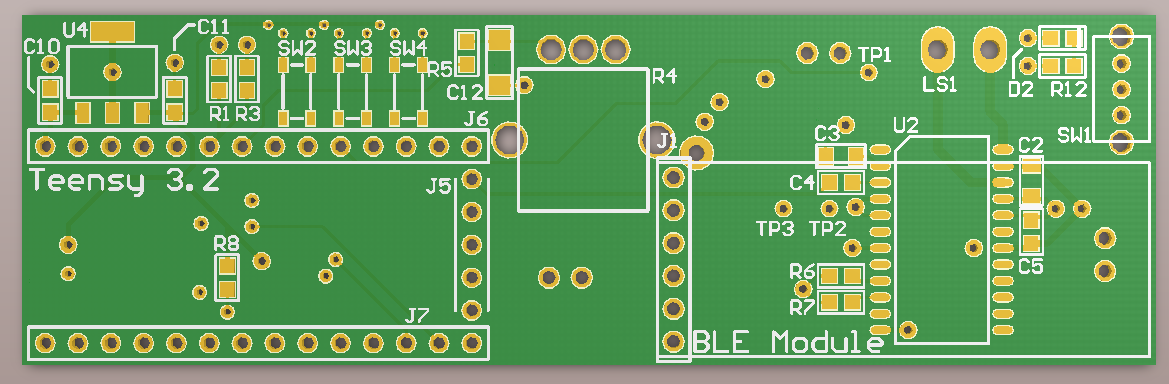 U4
C11
C10
SW2 SW3 SW4
R5
C12
R4
TP1
LS1
D2
R12
R1 R3
J6
J1
C3
U2
SW1
C2
Teensy 3.2
J5
C4
TP3
TP2
R8
R6
C5
R7
J7
BLE Module